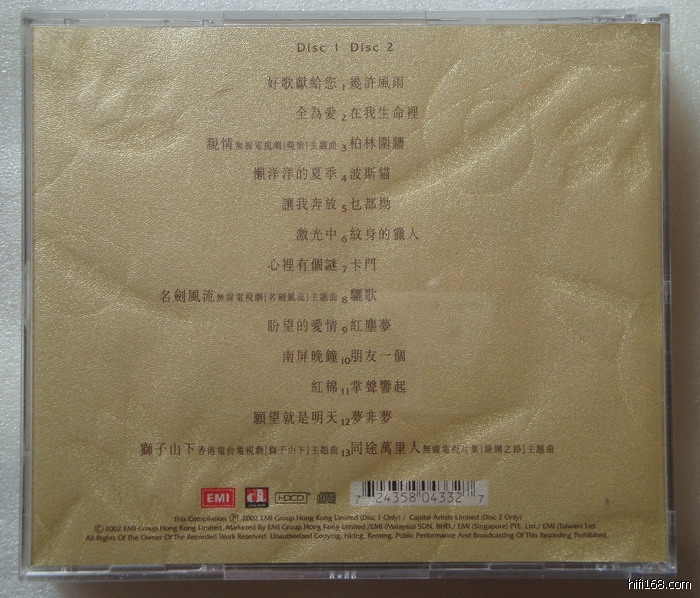 Disc 1 Disc 2
好歌獻給您 1 幾許風雨
全為愛 2 在我生命裡
親情 無線電視劇[親情]主題曲 3 柏林圍牆
懶洋洋的夏季 4 波斯貓
讓我奔放 5 乜都拗
激光中 6 紋身的獵人
心裡有個謎 7 卡門
名劍風流 無線電視劇[名劍風流]主題曲 8 驪歌
盼望的愛情 9 紅塵夢
南屏晚鐘 10 朋友一個
紅棉 11 掌聲響起
願望就是明天 12 夢非夢
獅子山下 香港電台電視劇[獅子山下]主題曲 13 同途萬里人 無線電視片集[絲綢之路]主題曲
EMI HDCD 7 24358 04332 7
This Compilation Ⓟ 2002 EMI Group Hong Kong Limited (Disc 1 Only) / Capital Artists Limited (Disc 2 Only)
© 2002 EMI Group Hong Kong Limited. Marketed by EMI Group Hong Kong Limited /EMI (Malaysia) SDN. BHD./ EMI (Singapore) PTE. Ltd./ EMI (Taiwan) Ltd.
All Rights Of The Owner Of The Recorded Work Reserved. Unauthorized Copying, Hiring, Renting, Public Performance And Broadcasting Of This Recording Prohibited.
hifi168.com